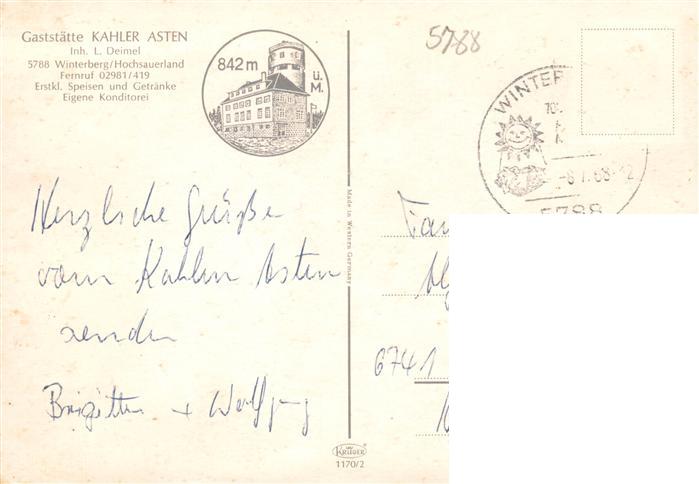 Gaststätte KAHLER ASTEN
Inh. L. Deimel
5788 Winterberg/Hochsauerland
Fernruf 02981/419
Erstkl. Speisen und Getränke
Eigene Konditorei
842 m ü. M.
5788
WINTER
-8.7.68-12
5788
Herzliche Grüße
vom Kahlen Asten
senden
Brigitte + Wolfgang
Made in Western Germany
Fam
6741
KRÜGER
1170/2